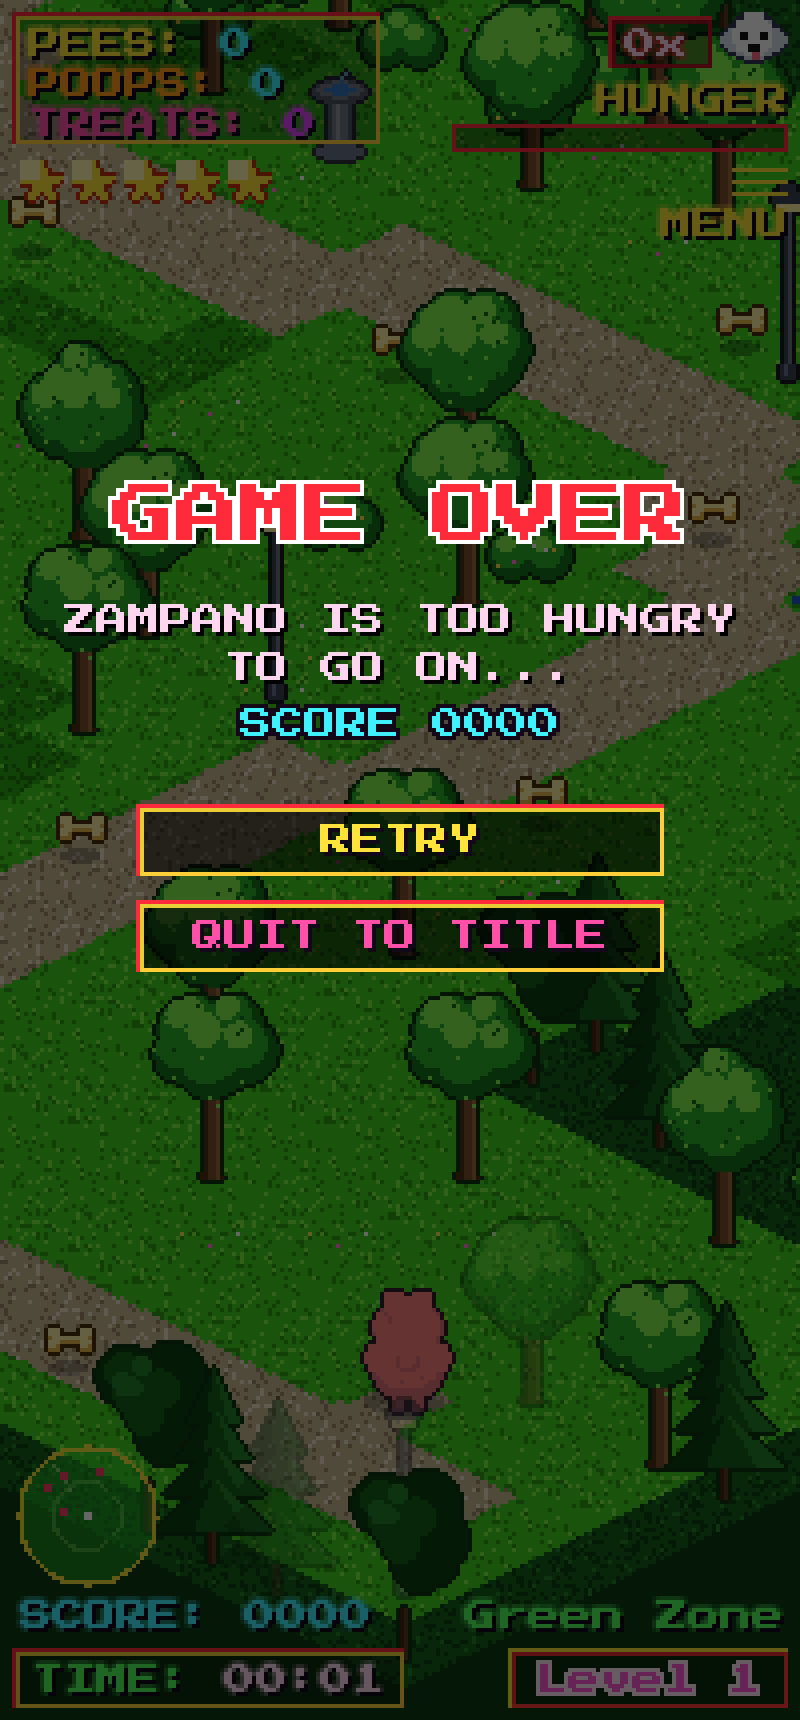 PEES: 0
POOPS: 0
TREATS: 0
0x
HUNGER
MENU
GAME OVER
ZAMPANO IS TOO HUNGRY
TO GO ON...
SCORE 0000
RETRY
QUIT TO TITLE
SCORE: 0000
Green Zone
TIME: 00:01
Level 1